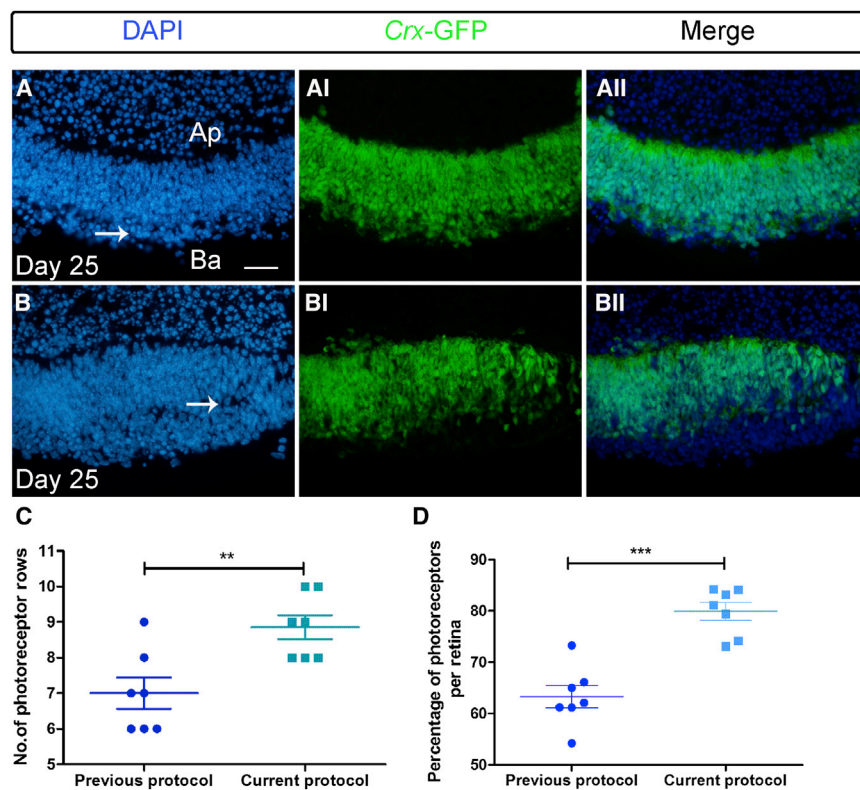 DAPI Crx-GFP Merge
A AI AII
Ap
Ba
Day 25
B BI BII
Day 25
C
**
No.of photoreceptor rows
11
10
9
8
7
6
5
Previous protocol Current protocol
D
***
Percentage of photoreceptors
per retina
90
80
70
60
50
Previous protocol Current protocol